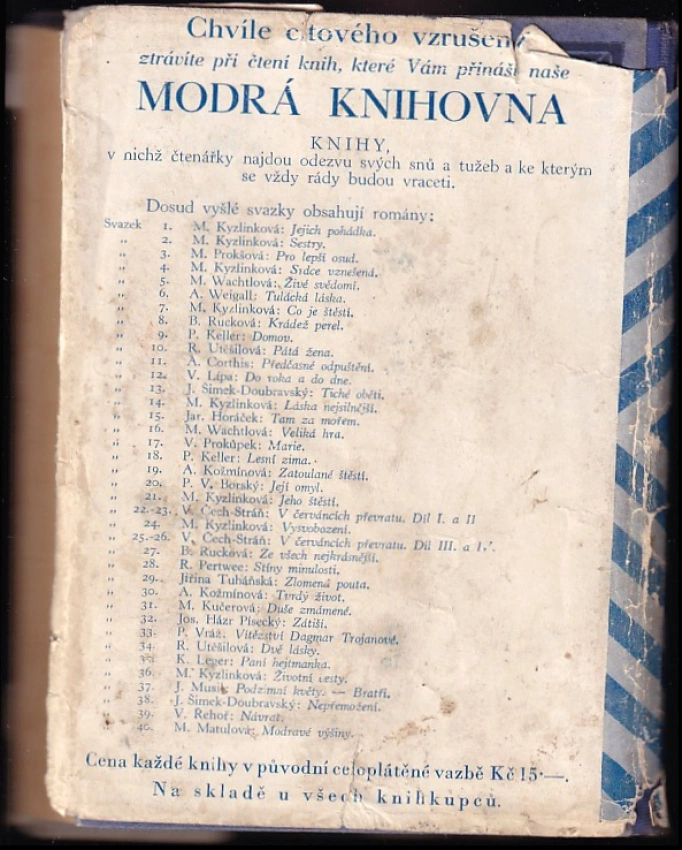 Chvíle citového vzrušení
ztrávíte při čtení knih, které Vám přináší naše
MODRÁ KNIHOVNA
KNIHY,
v nichž čtenářky najdou odezvu svých snů a tužeb a ke kterým
se vždy rády budou vraceti.
Dosud vyšlé svazky obsahují romány:
Svazek 1. M. Kyzlinková: Jejich pohádka.
„ 2. M. Kyzlinková: Sestry.
„ 3. M. Prokšová: Pro lepší osud.
„ 4. M. Kyzlinková: Srdce vznešená.
„ 5. M. Wachtlová: Živé svědomí.
„ 6. A. Weigall: Tulácká láska.
„ 7. M. Kyzlinková: Co je štěstí.
„ 8. B. Rucková: Krádež perel.
„ 9. P. Keller: Domov.
„ 10. R. Utěšilová: Pátá žena.
„ 11. A. Corthis: Předčasné odpuštění.
„ 12. V. Lípa: Do roka a do dne.
„ 13. J. Šimek-Doubravský: Tiché oběti.
„ 14. M. Kyzlinková: Láska nejsilnější.
„ 15. Jar. Horáček: Tam za mořem.
„ 16. M. Wachtlová: Veliká hra.
„ 17. V. Prokůpek: Marie.
„ 18. P. Keller: Lesní zima.
„ 19. A. Kožmínová: Zatoulané štěstí.
„ 20. P. V. Borský: Její omyl.
„ 21. M. Kyzlinková: Jeho štěstí.
„ 22.-23. V. Čech-Stráň: V červáncích převratu. Díl I. a II
„ 24. M. Kyzlinková: Vysvobození.
„ 25.-26. V. Čech-Stráň: V červáncích převratu. Díl III. a
„ 27. B. Rucková: Ze všech nejkrásnější.
„ 28. R. Pertwee: Stíny minulosti.
„ 29. Jiřina Tubáňská: Zlomená pouta.
„ 30. A. Kožmínová: Tvrdý život.
„ 31. M. Kučerová: Duše zmámené.
„ 32. Jos. Házr Písecký: Zátiší.
„ 33. P. Vráz: Vítězství Dagmar Trojanové.
„ 34. R. Utěšilová: Dvě lásky.
„ 35. K. Leger: Paní hejtmanka.
„ 36. M. Kyzlinková: Životní cesty.
„ 37. J. Musil: Podzimní květy. — Bratři.
„ 38. J. Šimek-Doubravský: Nepřemožení.
„ 39. V. Řehoř: Návrat.
„ 40. M. Matulová: Modravé výšiny.
Cena každé knihy v původní celoplátěné vazbě Kč 15·—.
Na skladě u všech knihkupců.